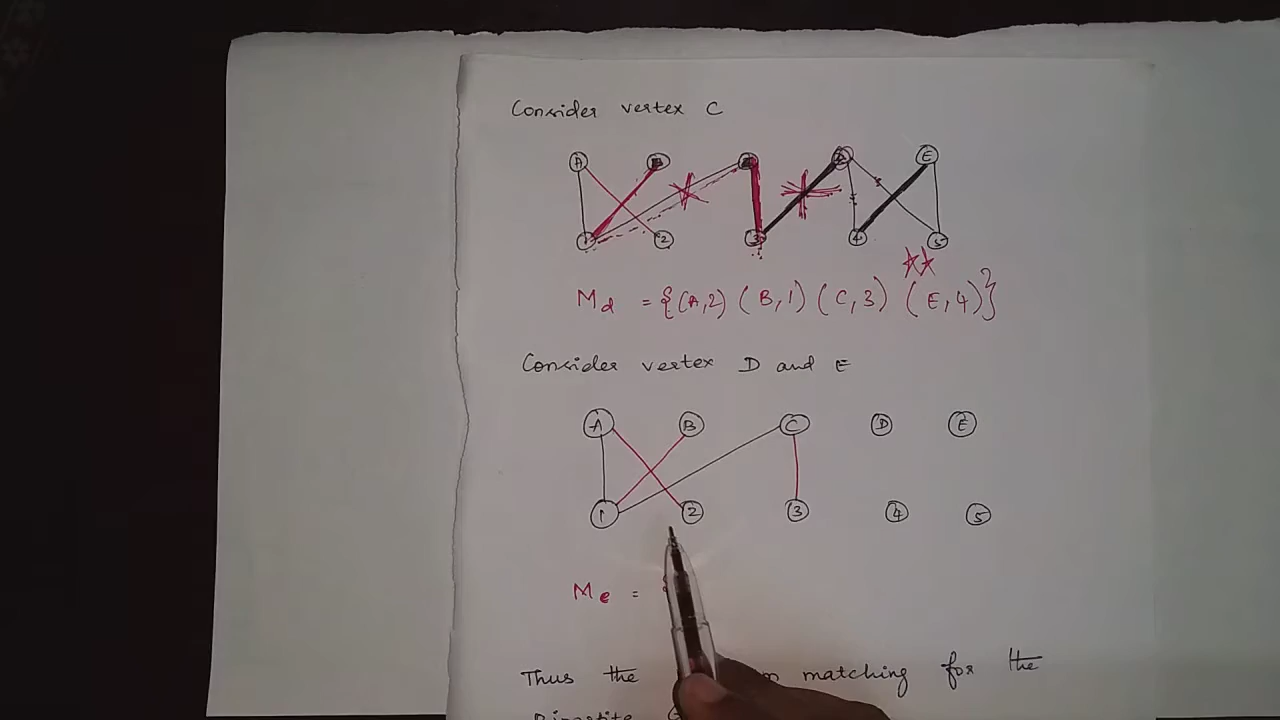 Consider vertex C
A B E
1 2 3 4 5
Md = {(A,2) (B,1) (C,3) (E,4)}
Consider vertex D and E
A B C D E
1 2 3 4 5
Me = {
Thus the matching for the
Bipartite G